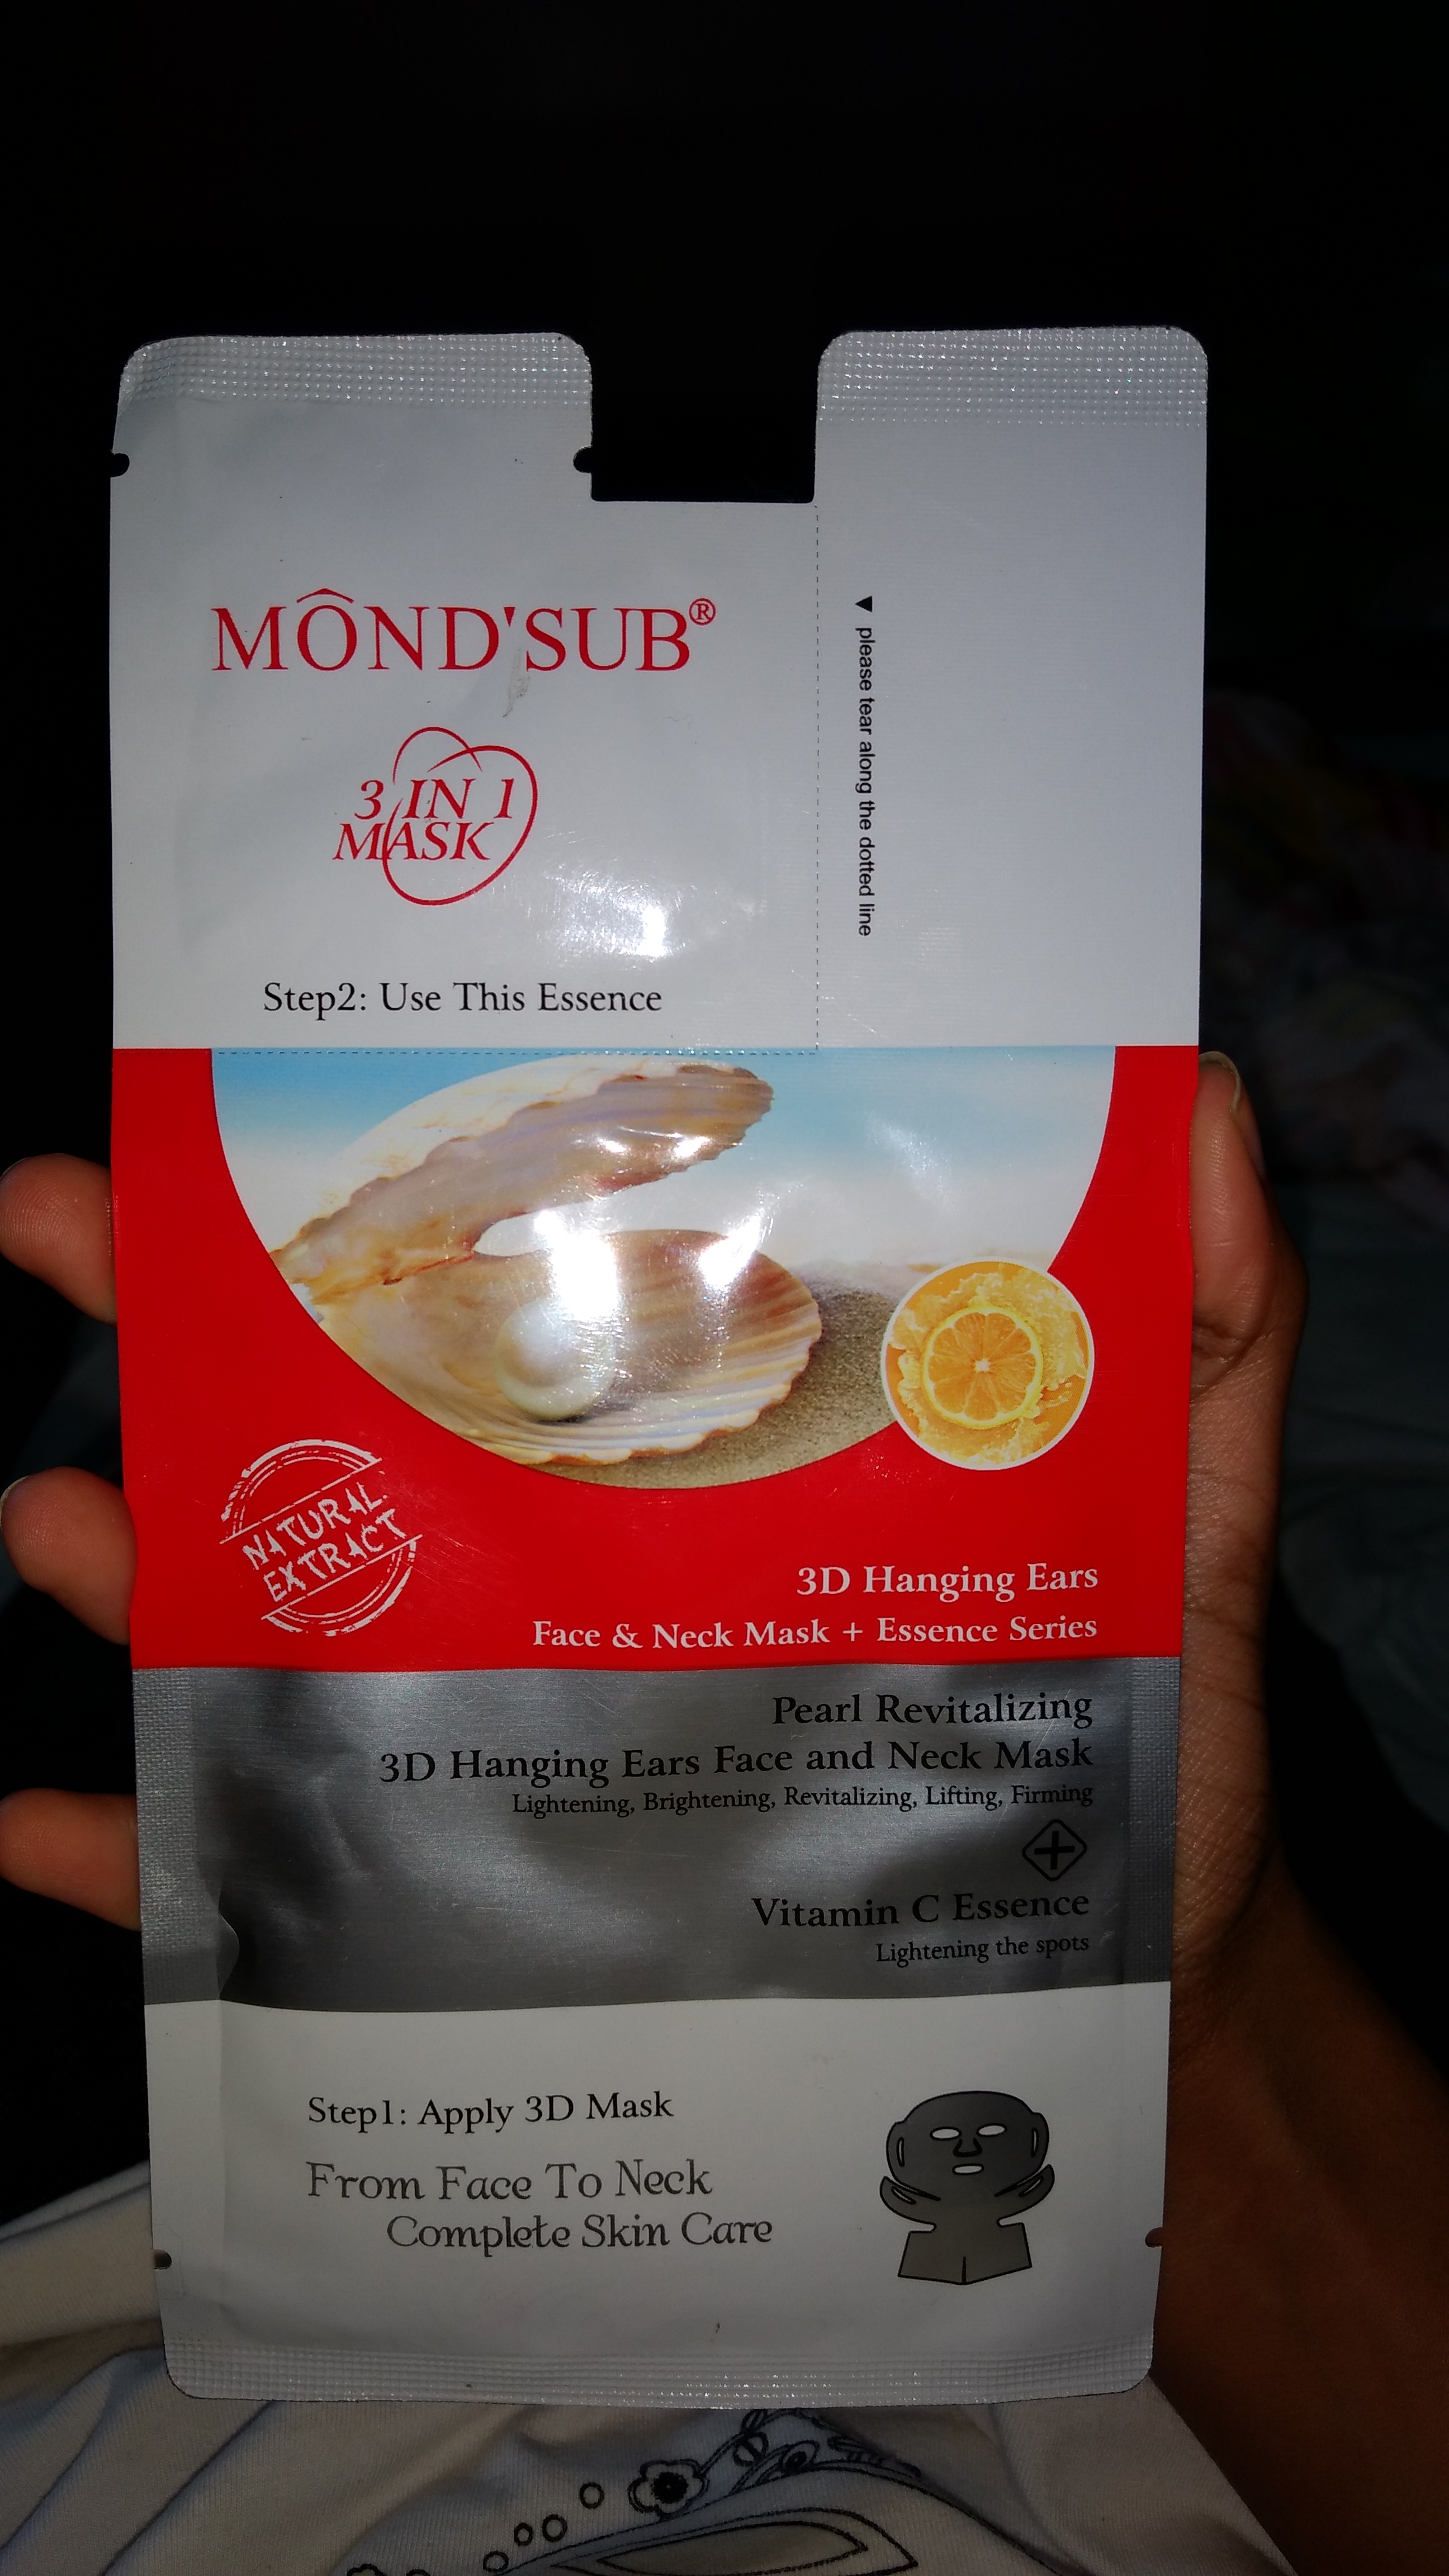 MÔND'SUB®
3 IN 1
MASK
Step2: Use This Essence
please tear along the dotted line
NATURAL
EXTRACT
3D Hanging Ears
Face & Neck Mask + Essence Series
Pearl Revitalizing
3D Hanging Ears Face and Neck Mask
Lightening, Brightening, Revitalizing, Lifting, Firming
Vitamin C Essence
Lightening the spots
Step1: Apply 3D Mask
From Face To Neck
Complete Skin Care